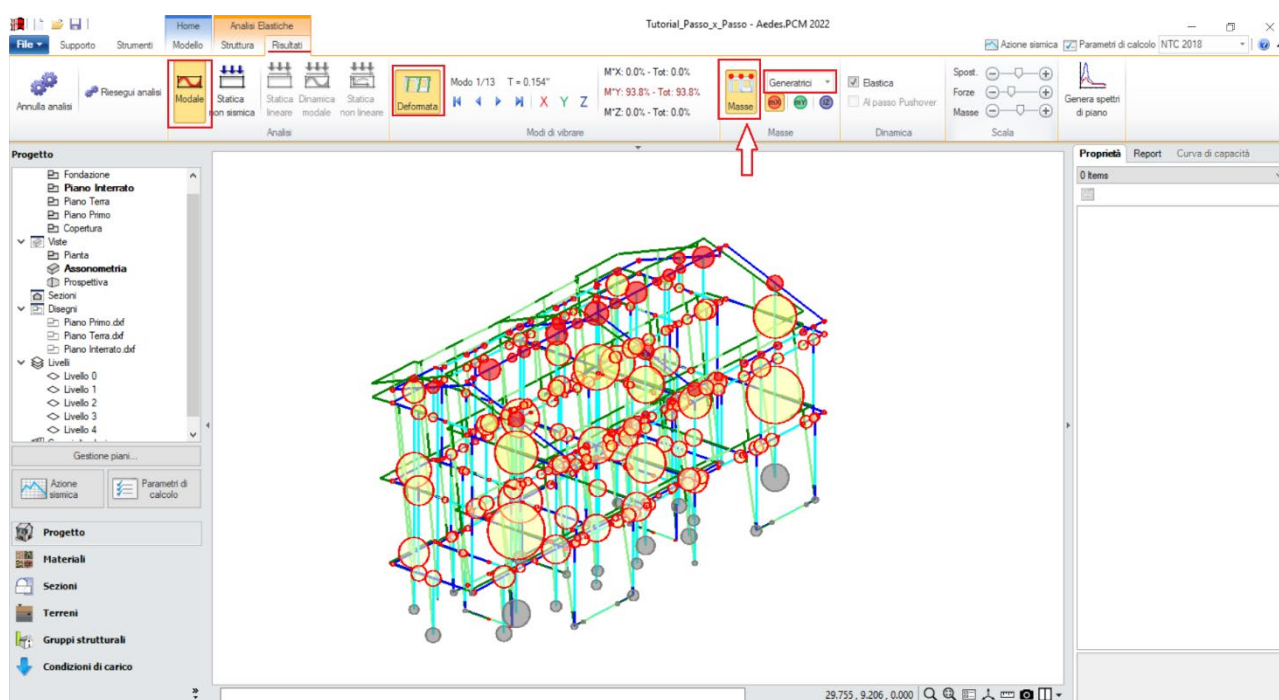 Tutorial_Passo_x_Passo - Aedes.PCM 2022
Home Analisi Elastiche
File Supporto Strumenti Modello Struttura Risultati Azione sismica Parametri di calcolo NTC 2018
Annulla analisi
Riesegui analisi
Modale
Statica non sismica
Statica lineare
Dinamica modale
Statica non lineare
Analisi
Deformata
Modo 1/13 T = 0.154"
X Y Z
M*X: 0.0% - Tot: 0.0%
M*Y: 93.8% - Tot: 93.8%
M*Z: 0.0% - Tot: 0.0%
Modi di vibrare
Masse
Generatrici
mX mY
Masse
Elastica
Al passo Pushover
Dinamica
Spost.
Forze
Masse
Scala
Genera spettri
di piano
Progetto
Fondazione
Piano Interrato
Piano Terra
Piano Primo
Copertura
Viste
Pianta
Assonometria
Prospettiva
Sezioni
Disegni
Piano Primo.dxf
Piano Terra.dxf
Piano Interrato.dxf
Livelli
Livello 0
Livello 1
Livello 2
Livello 3
Livello 4
Gestione piani...
Azione sismica
Parametri di calcolo
Progetto
Materiali
Sezioni
Terreni
Gruppi strutturali
Condizioni di carico
Proprietà Report Curva di capacità
0 Items
29.755 , 9.206 , 0.000